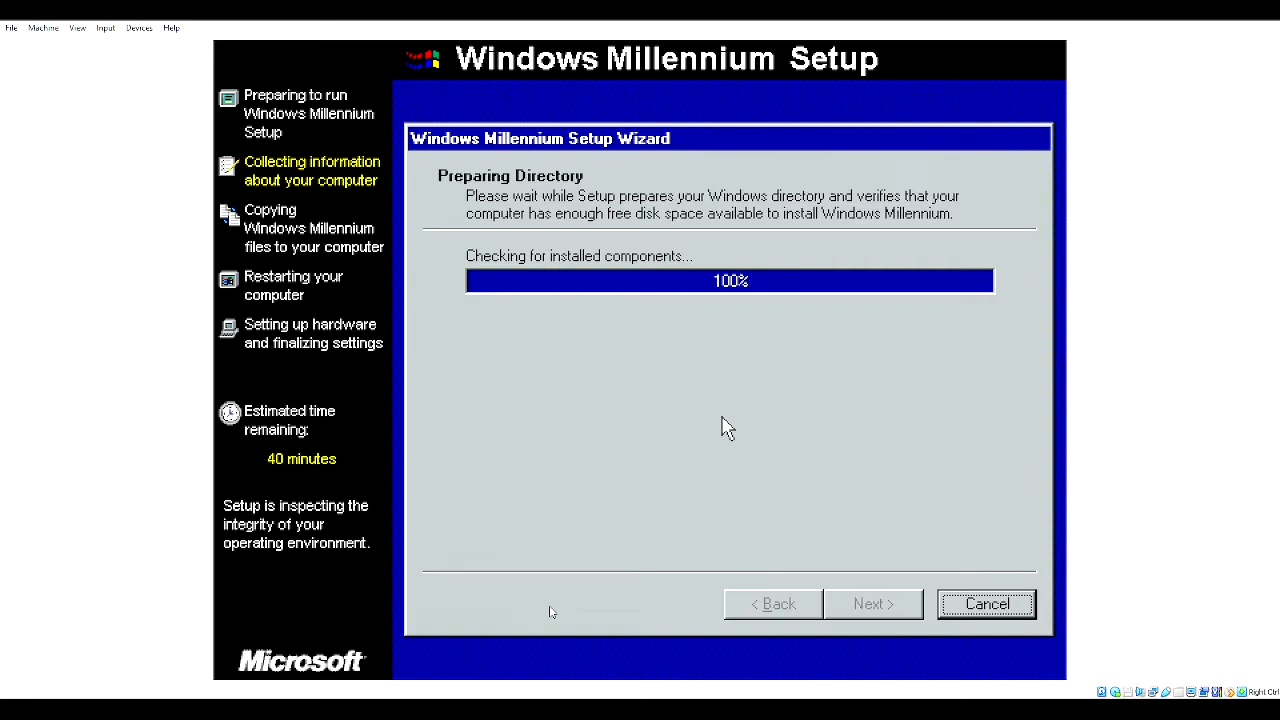 File Machine View Input Devices Help
Windows Millennium Setup
Preparing to run
Windows Millennium
Setup
Collecting information
about your computer
Copying
Windows Millennium
files to your computer
Restarting your
computer
Setting up hardware
and finalizing settings
Estimated time
remaining:
40 minutes
Setup is inspecting the
integrity of your
operating environment.
Microsoft
Windows Millennium Setup Wizard
Preparing Directory
Please wait while Setup prepares your Windows directory and verifies that your
computer has enough free disk space available to install Windows Millennium.
Checking for installed components...
100%
< Back Next > Cancel
Right Ctrl